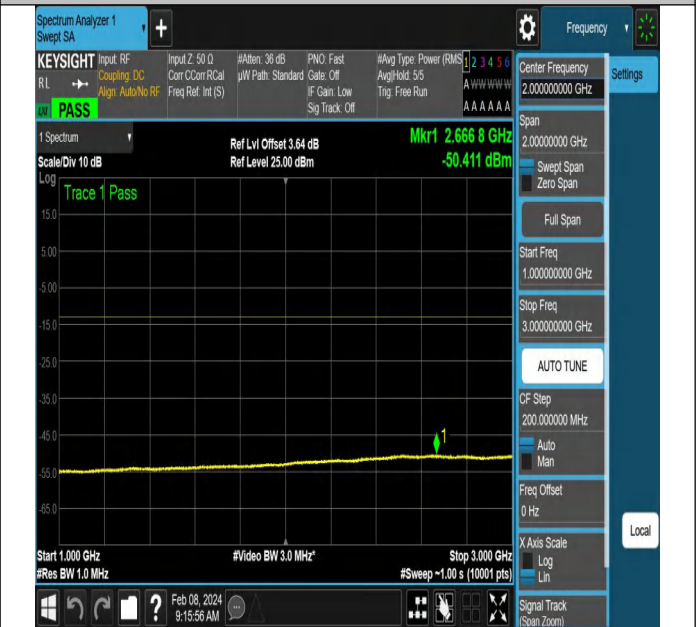 Spectrum Analyzer 1
Swept SA
Frequency
KEYSIGHT
RL
PASS
Input: RF
Coupling: DC
Align: Auto/No RF
Input Z: 50 Ω
Corr CCorr RCal
Freq Ref: Int (S)
#Atten: 36 dB
µW Path: Standard
PNO: Fast
Gate: Off
IF Gain: Low
Sig Track: Off
#Avg Type: Power (RMS
Avg|Hold: 5/5
Trig: Free Run
1 2 3 4 5 6
A W W W W W
A A A A A A
Settings
1 Spectrum
Scale/Div 10 dB
Log
Ref Lvl Offset 3.64 dB
Ref Level 25.00 dBm
Mkr1 2.666 8 GHz
-50.411 dBm
Trace 1 Pass
15.0
5.00
-5.00
-15.0
-25.0
-35.0
-45.0
-55.0
-65.0
1
Start 1.000 GHz
#Res BW 1.0 MHz
#Video BW 3.0 MHz*
Stop 3.000 GHz
#Sweep ~1.00 s (10001 pts)
Center Frequency
2.000000000 GHz
Span
2.00000000 GHz
Swept Span
Zero Span
Full Span
Start Freq
1.000000000 GHz
Stop Freq
3.000000000 GHz
AUTO TUNE
CF Step
200.000000 MHz
Auto
Man
Freq Offset
0 Hz
X Axis Scale
Log
Lin
Signal Track
(Span Zoom)
Local
?
Feb 08, 2024
9:15:56 AM